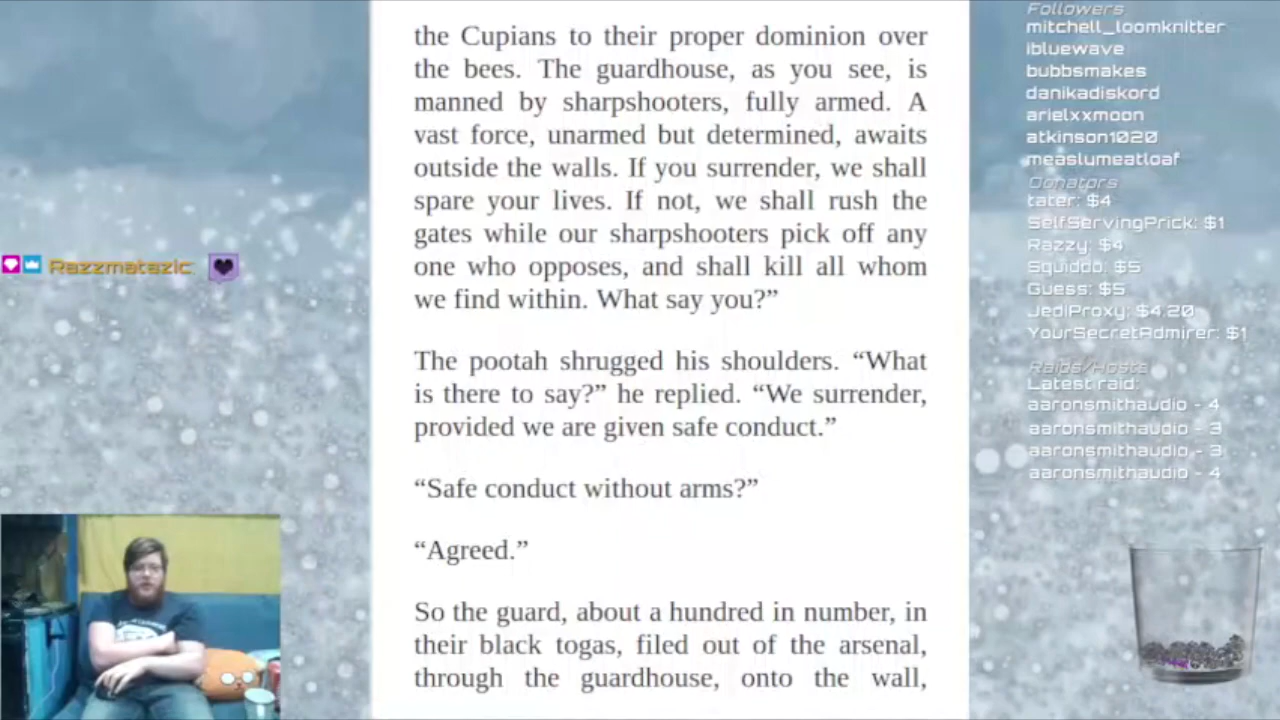 the Cupians to their proper dominion over
the bees. The guardhouse, as you see, is
manned by sharpshooters, fully armed. A
vast force, unarmed but determined, awaits
outside the walls. If you surrender, we shall
spare your lives. If not, we shall rush the
gates while our sharpshooters pick off any
one who opposes, and shall kill all whom
we find within. What say you?”
The pootah shrugged his shoulders. “What
is there to say?” he replied. “We surrender,
provided we are given safe conduct.”
“Safe conduct without arms?”
“Agreed.”
So the guard, about a hundred in number, in
their black togas, filed out of the arsenal,
through the guardhouse, onto the wall,
Razzmatazic
Followers
mitchell_loomknitter
ibluewave
bubbsmakes
danikadiskord
arielxxmoon
atkinson1020
measlumeatloaf
Donators
tater: $4
SelfServingPrick: $1
Razzy: $4
Squiddo: $5
Guess: $5
JediProxy: $4.20
YourSecretAdmirer: $1
Raids/Hosts
Latest raid:
aaronsmithaudio - 4
aaronsmithaudio - 3
aaronsmithaudio - 3
aaronsmithaudio - 4